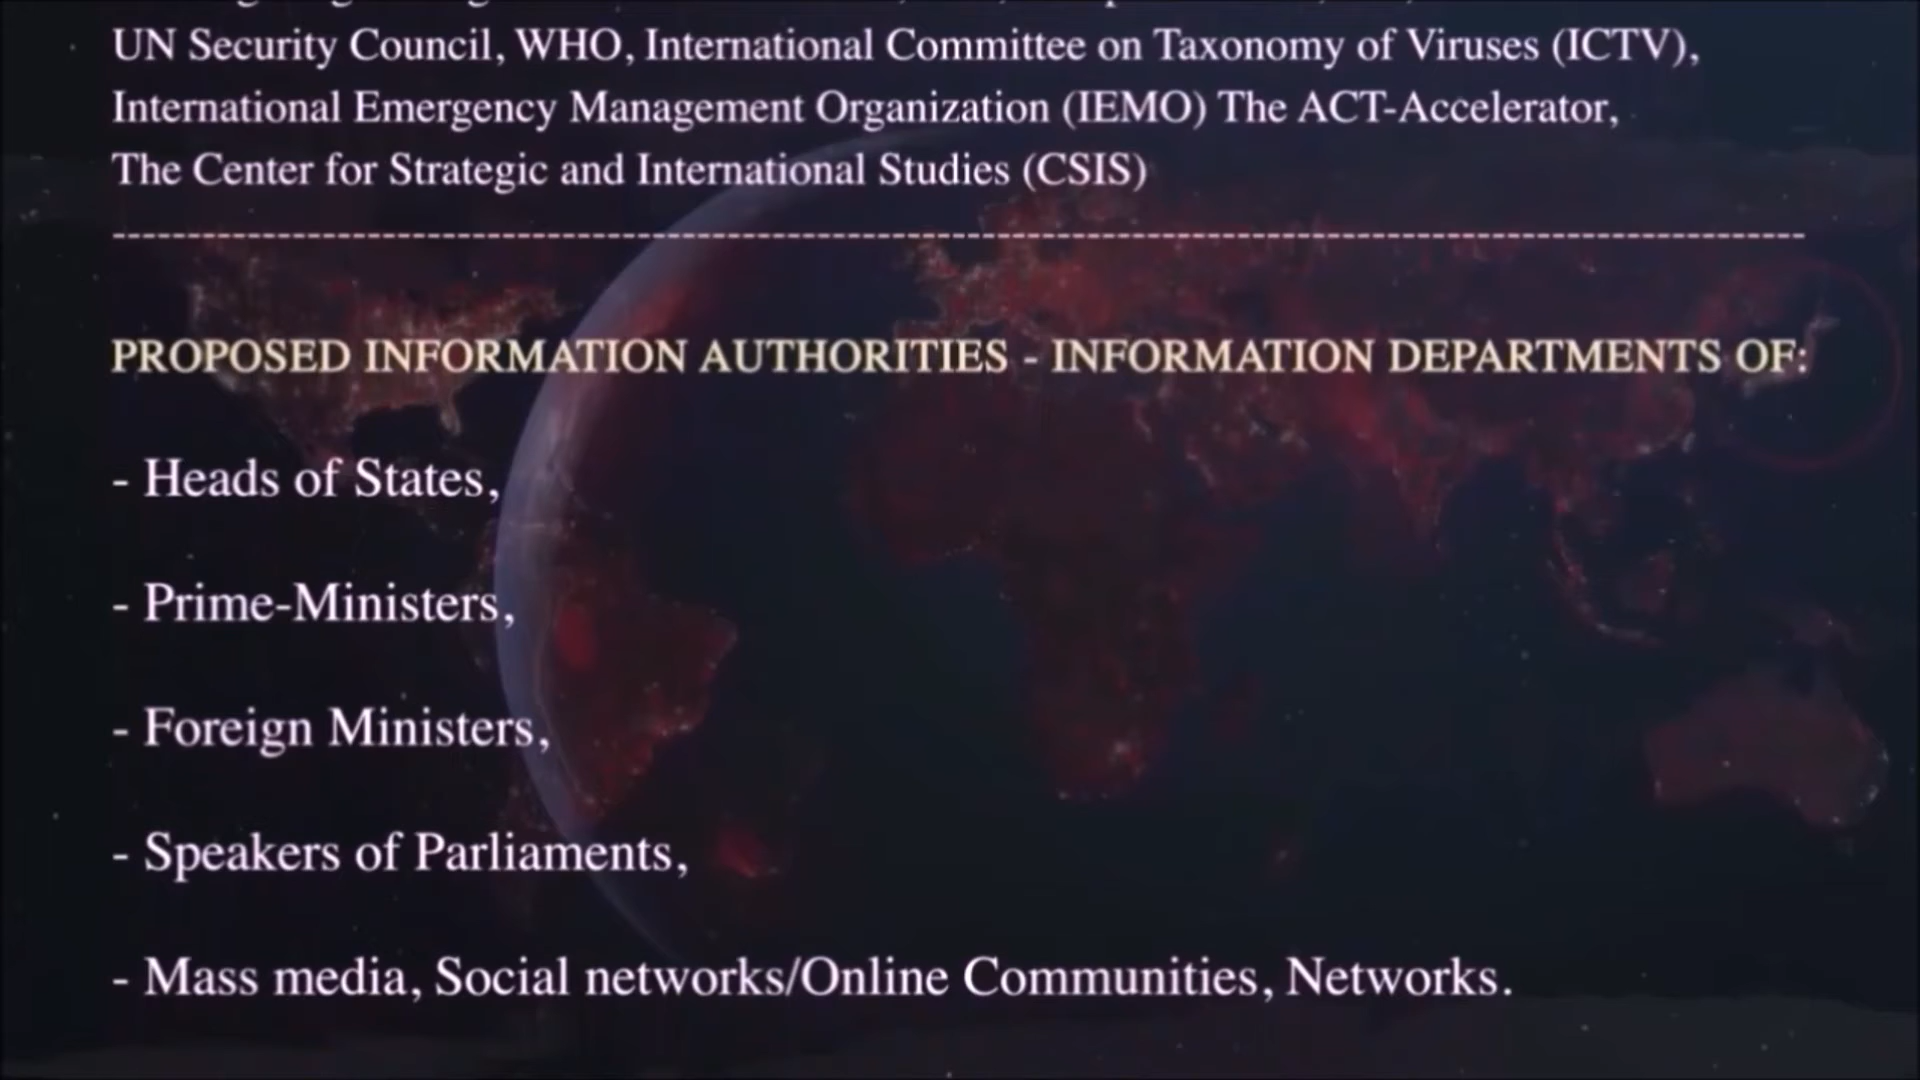 UN Security Council, WHO, International Committee on Taxonomy of Viruses (ICTV),
International Emergency Management Organization (IEMO) The ACT-Accelerator,
The Center for Strategic and International Studies (CSIS)
---------------------------------------------------------------------------------------------------------------
PROPOSED INFORMATION AUTHORITIES - INFORMATION DEPARTMENTS OF:
- Heads of States,
- Prime-Ministers,
- Foreign Ministers,
- Speakers of Parliaments,
- Mass media, Social networks/Online Communities, Networks.